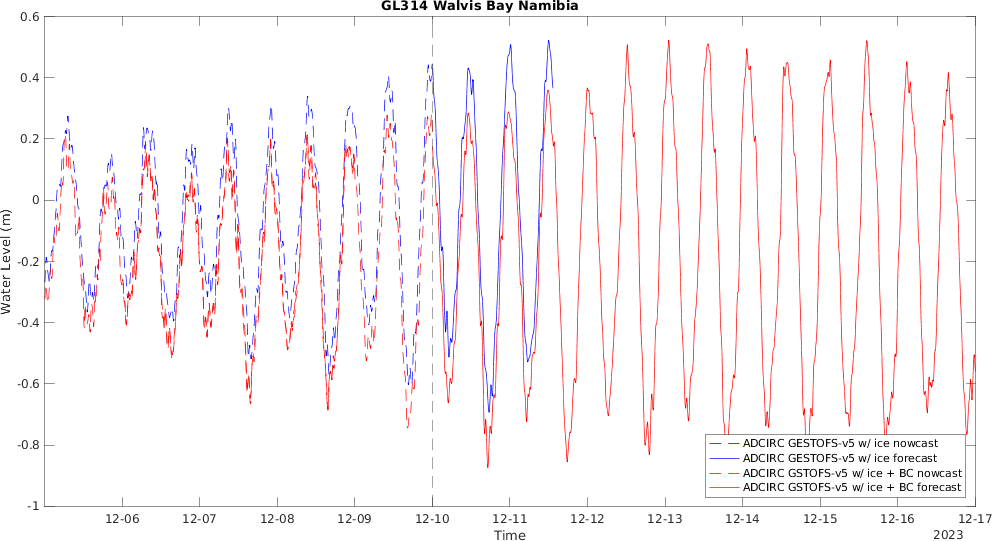 GL314 Walvis Bay Namibia
0.6
0.4
0.2
0
-0.2
-0.4
-0.6
-0.8
-1
Water Level (m)
ADCIRC GESTOFS-v5 w/ ice nowcast
ADCIRC GESTOFS-v5 w/ ice forecast
ADCIRC GSTOFS-v5 w/ ice + BC nowcast
ADCIRC GSTOFS-v5 w/ ice + BC forecast
12-06 12-07 12-08 12-09 12-10 12-11 12-12 12-13 12-14 12-15 12-16 12-17
Time
2023